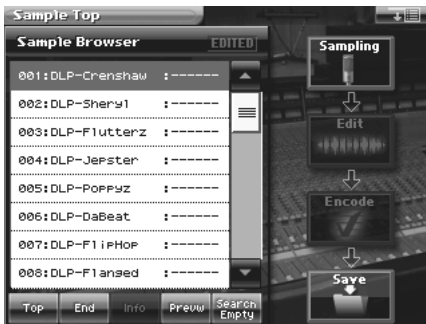 Sample Top
Sample Browser EDITED
001:DLP-Crenshaw :------
002:DLP-Sheryl :------
003:DLP-Flutterz :------
004:DLP-Jepster :------
005:DLP-Poppyz :------
006:DLP-DaBeat :------
007:DLP-FlipHop :------
008:DLP-Flanged :------
Top End Info Prevw Search Empty
Sampling
Edit
Encode
Save